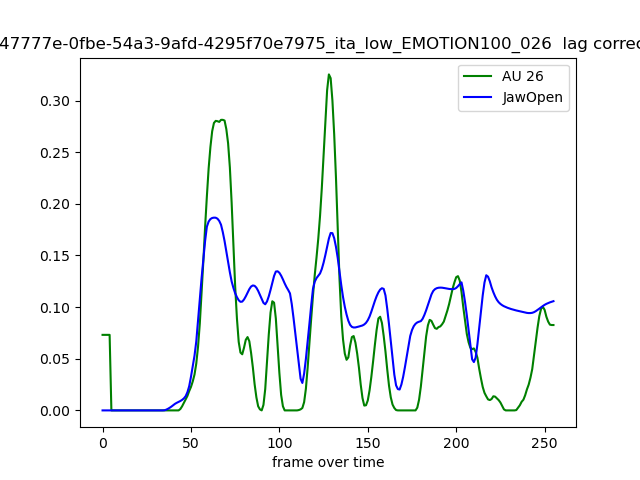 47777e-0fbe-54a3-9afd-4295f70e7975_ita_low_EMOTION100_026 lag correc
AU 26
JawOpen
0.30
0.25
0.20
0.15
0.10
0.05
0.00
0 50 100 150 200 250
frame over time